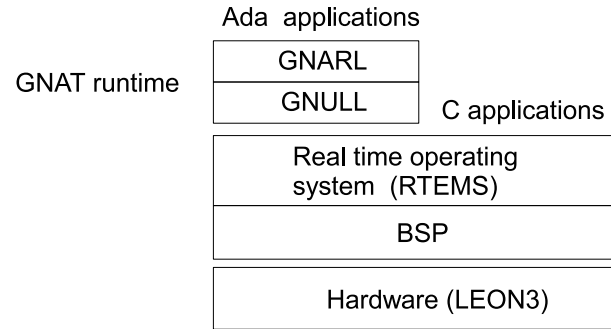 Ada applications
GNARL
GNAT runtime
GNULL
C applications
Real time operating
system (RTEMS)
BSP
Hardware (LEON3)